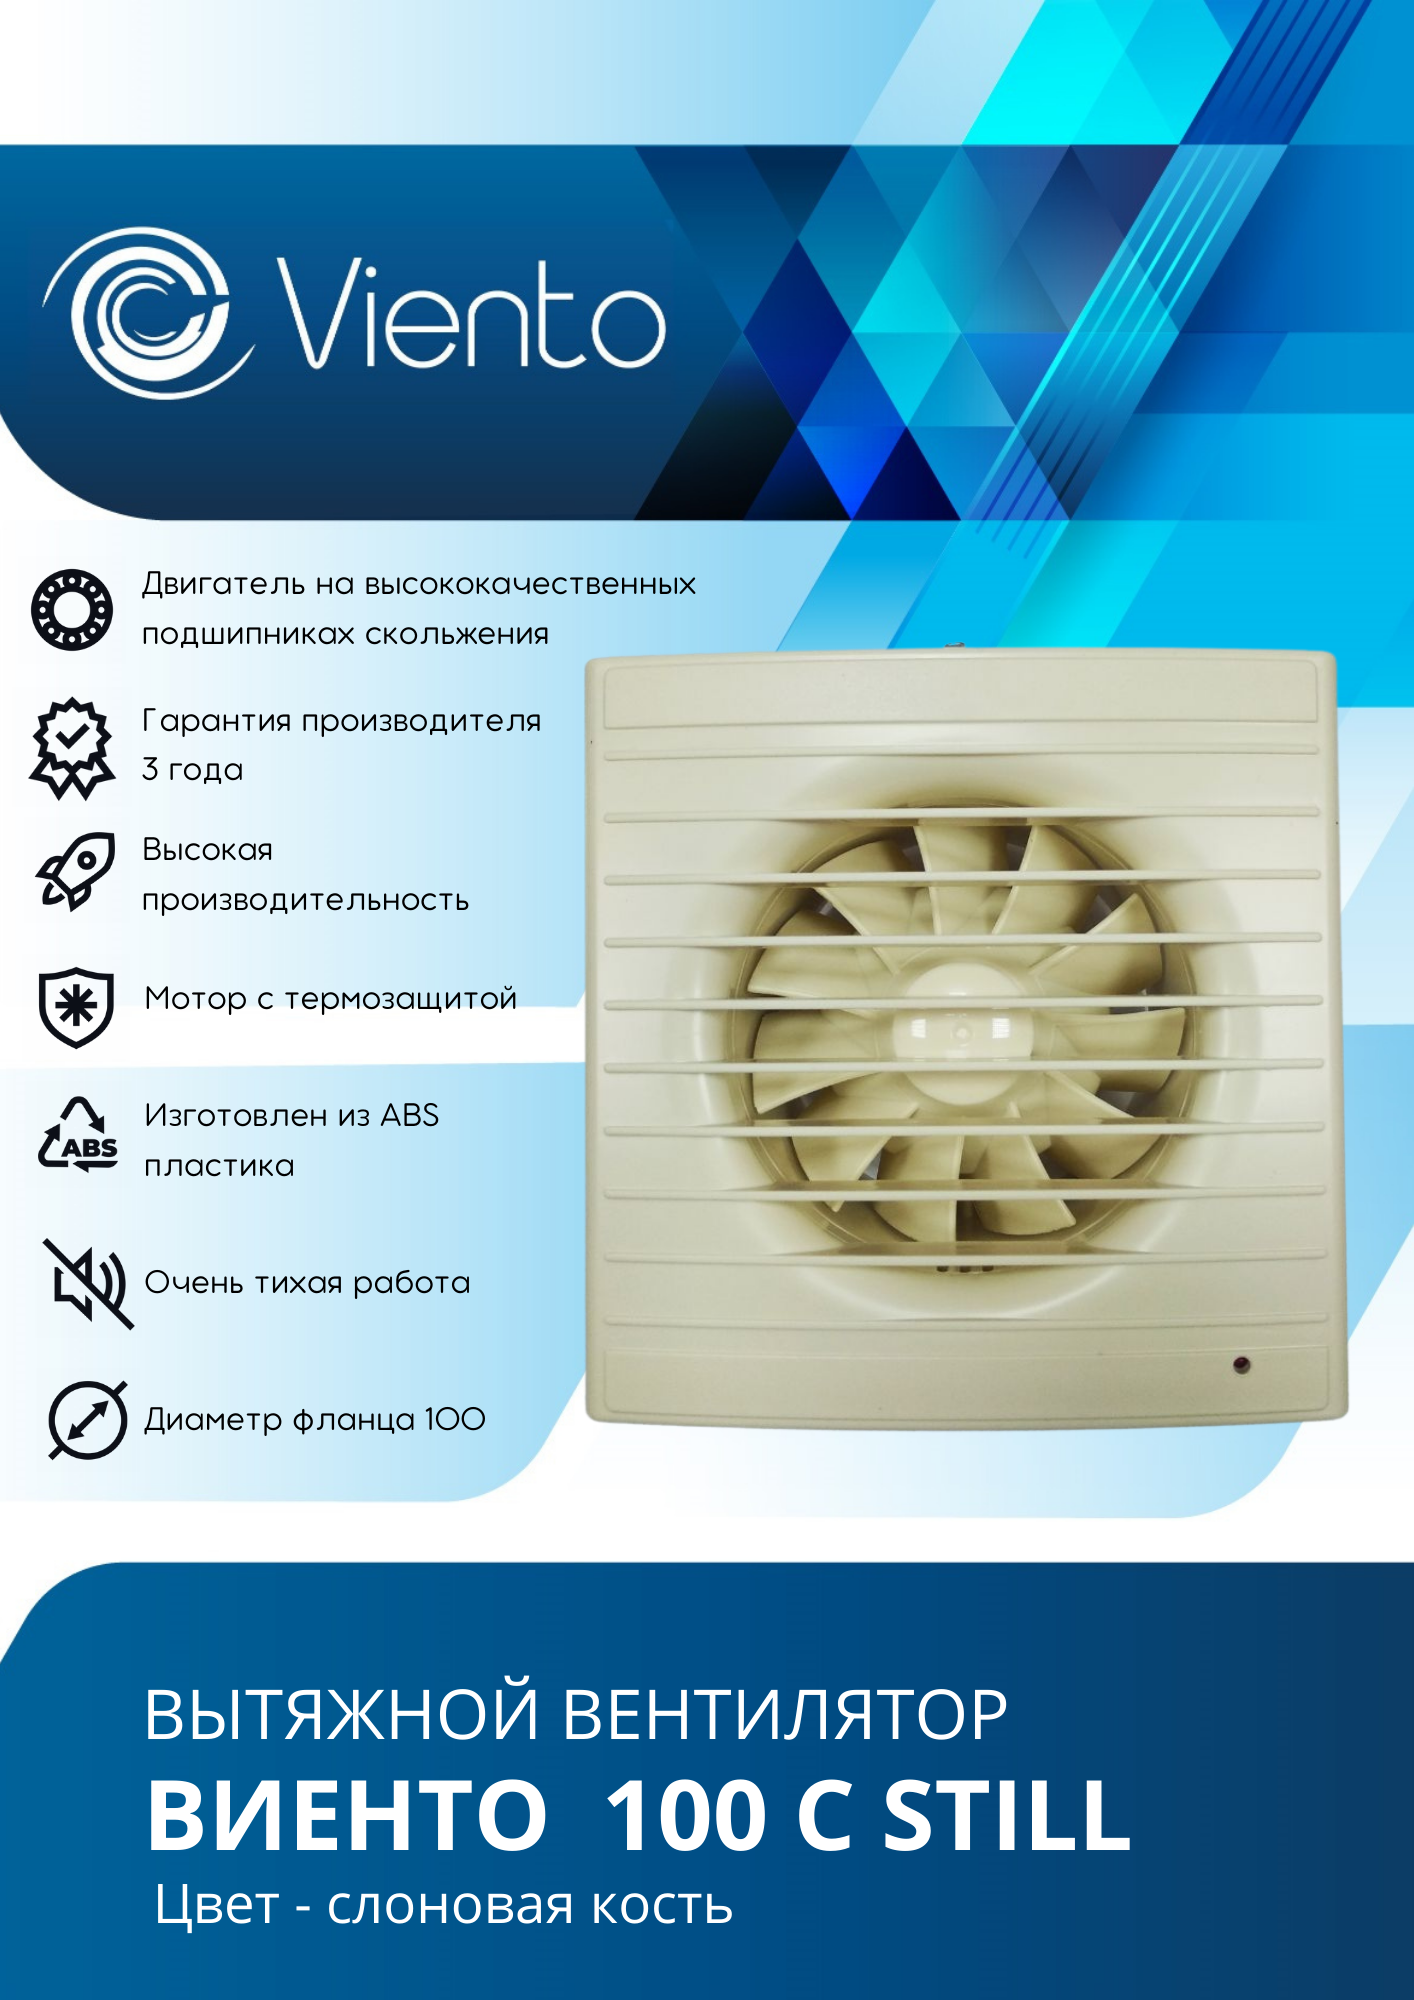 Viento
Двигатель на высококачественных
подшипниках скольжения
Гарантия производителя
3 года
Высокая
производительность
Мотор с термозащитой
Изготовлен из ABS
пластика
ABS
Очень тихая работа
Диаметр фланца 100
ВЫТЯЖНОЙ ВЕНТИЛЯТОР
ВИЕНТО 100 С STILL
Цвет - слоновая кость